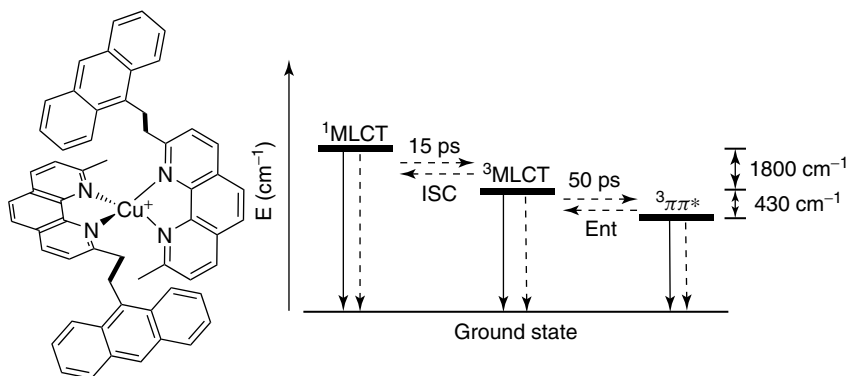 N
N
N
N
Cu⁺
E (cm⁻¹)
¹MLCT
15 ps
ISC
³MLCT
50 ps
Ent
³ππ*
1800 cm⁻¹
430 cm⁻¹
Ground state